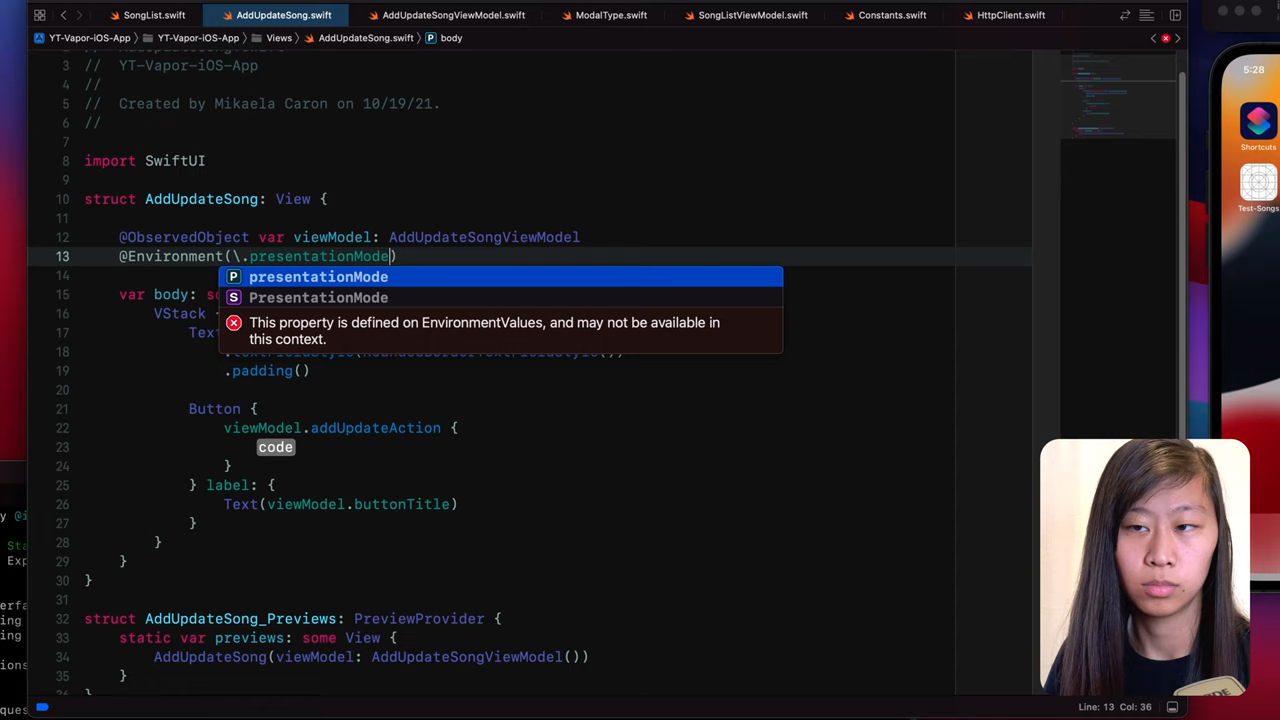 SongList.swift
AddUpdateSong.swift
AddUpdateSongViewModel.swift
ModalType.swift
SongListViewModel.swift
Constants.swift
HttpClient.swift
YT-Vapor-iOS-App
YT-Vapor-iOS-App
Views
AddUpdateSong.swift
P body
3 // YT-Vapor-iOS-App
4 //
5 // Created by Mikaela Caron on 10/19/21.
6 //
7
8 import SwiftUI
9
10 struct AddUpdateSong: View {
11
12 @ObservedObject var viewModel: AddUpdateSongViewModel
13 @Environment(\.presentationMode)
P presentationMode
S PresentationMode
This property is defined on EnvironmentValues, and may not be available in
this context.
14
15 var body:
16 VStack
17
18
19 .padding()
20
21 Button {
22 viewModel.addUpdateAction {
23 code
24 }
25 } label: {
26 Text(viewModel.buttonTitle)
27 }
28 }
29 }
30 }
31
32 struct AddUpdateSong_Previews: PreviewProvider {
33 static var previews: some View {
34 AddUpdateSong(viewModel: AddUpdateSongViewModel())
35 }
Line: 13 Col: 36
5:28
Shortcuts
Test-Songs